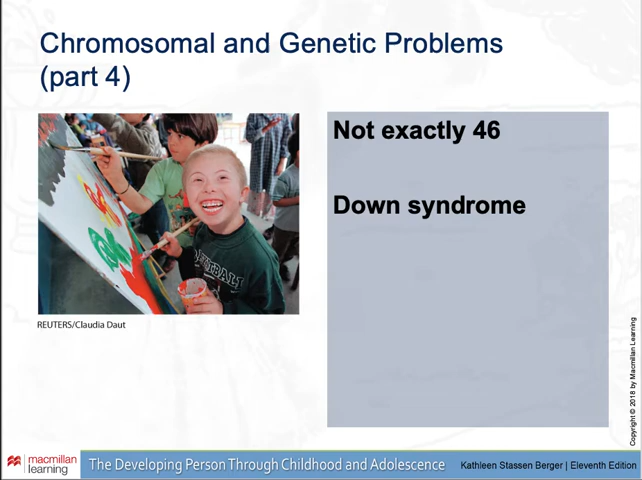 Chromosomal and Genetic Problems
(part 4)
Not exactly 46
Down syndrome
REUTERS/Claudia Daut
Copyright © 2018 by Macmillan Learning
macmillan
learning
The Developing Person Through Childhood and Adolescence
Kathleen Stassen Berger | Eleventh Edition